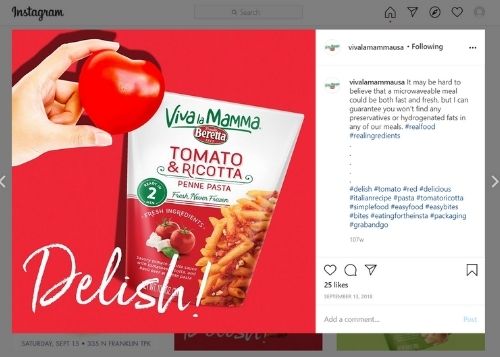 Instagram
Search
Viva la Mamma
Beretta
TOMATO
& RICOTTA
PENNE PASTA
Fresh, Never Frozen
READY IN
2
FRESH INGREDIENTS
Delish!
vivalamammausa • Following
vivalamammausa It may be hard to
believe that a microwaveable meal
could be both fast and fresh, but I can
guarantee you won't find any
preservatives or hydrogenated fats in
any of our meals. #realfood
#realingredients
.
.
.
.
.
#delish #tomato #red #delicious
#italianrecipe #pasta #tomatoricotta
#simplefood #easyfood #easybites
#bites #eatingfortheinsta #packaging
#grabandgo
107w
25 likes
SEPTEMBER 13, 2018
Add a comment...
Post
SATURDAY, SEPT 15 • 335 N FRANKLIN TPK